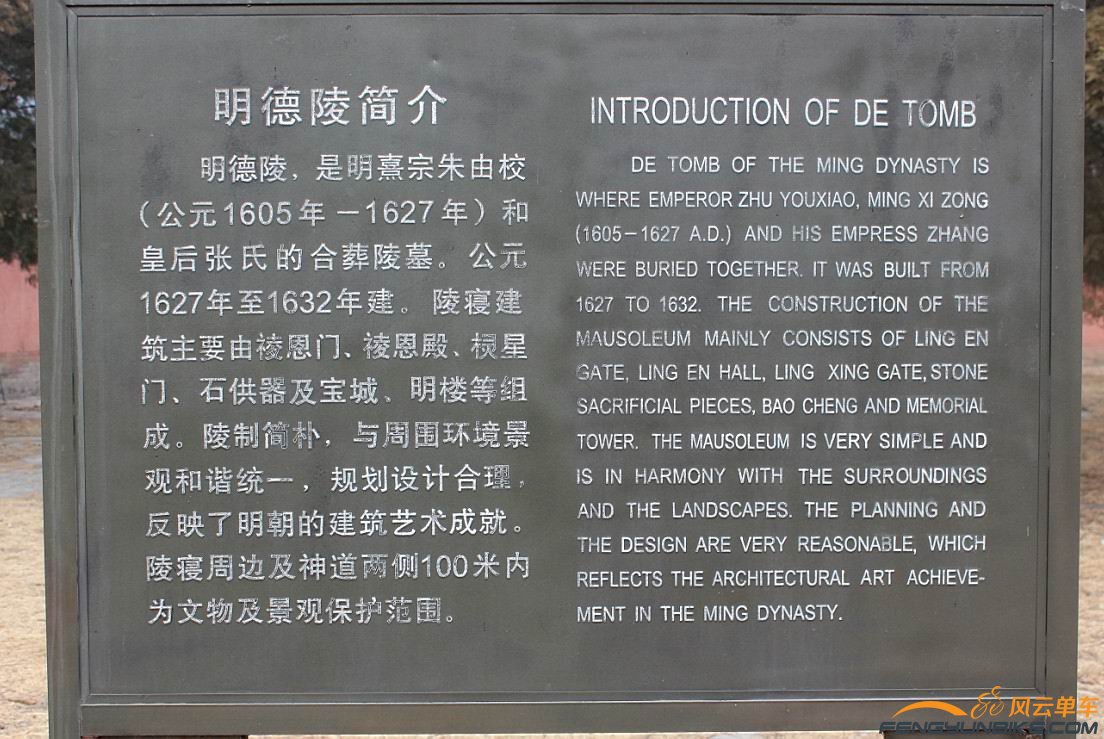 明德陵简介
明德陵，是明熹宗朱由校
（公元1605年－1627年）和
皇后张氏的合葬陵墓。公元
1627年至1632年建。陵寝建
筑主要由祾恩门、祾恩殿、棂星
门、石供器及宝城、明楼等组
成。陵制简朴，与周围环境景
观和谐统一，规划设计合理，
反映了明朝的建筑艺术成就。
陵寝周边及神道两侧100米内
为文物及景观保护范围。
INTRODUCTION OF DE TOMB
DE TOMB OF THE MING DYNASTY IS
WHERE EMPEROR ZHU YOUXIAO, MING XI ZONG
(1605－1627 A.D.) AND HIS EMPRESS ZHANG
WERE BURIED TOGETHER. IT WAS BUILT FROM
1627 TO 1632. THE CONSTRUCTION OF THE
MAUSOLEUM MAINLY CONSISTS OF LING EN
GATE, LING EN HALL, LING XING GATE, STONE
SACRIFICIAL PIECES, BAO CHENG AND MEMORIAL
TOWER. THE MAUSOLEUM IS VERY SIMPLE AND
IS IN HARMONY WITH THE SURROUNDINGS
AND THE LANDSCAPES. THE PLANNING AND
THE DESIGN ARE VERY REASONABLE, WHICH
REFLECTS THE ARCHITECTURAL ART ACHIEVE-
MENT IN THE MING DYNASTY.
风云单车
FENGYUNBIKE.COM